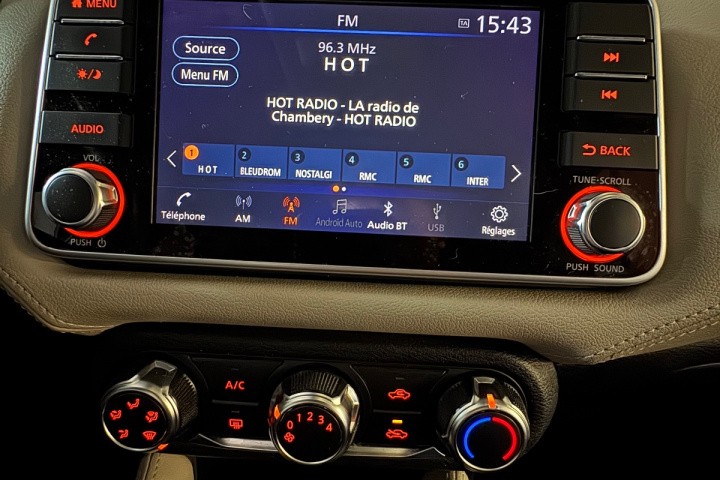 MENU
FM
TA
15:43
Source
96.3 MHz
HOT
Menu FM
HOT RADIO - LA radio de
Chambery - HOT RADIO
AUDIO
BACK
VOL
TUNE·SCROLL
1
HOT
2
BLEUDROM
3
NOSTALGI
4
RMC
5
RMC
6
INTER
Téléphone
AM
FM
Android Auto
Audio BT
USB
Réglages
PUSH
PUSH SOUND
A/C
0 1 2 3 4